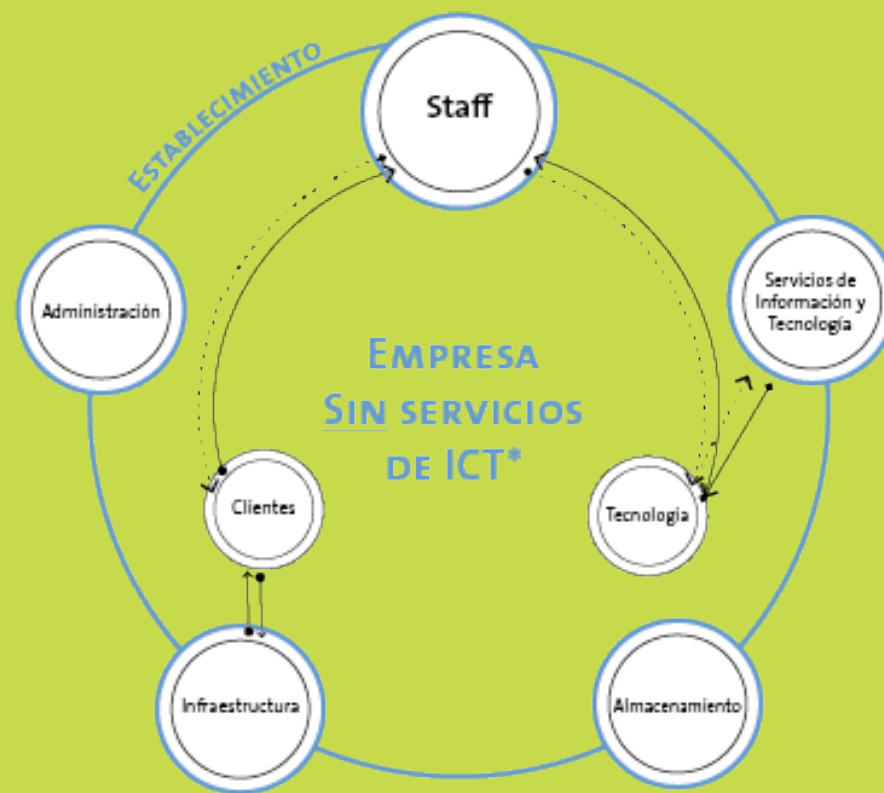 ESTABLECIMIENTO
Staff
Administración
Servicios de
Información y
Tecnología
EMPRESA
SIN SERVICIOS
DE ICT*
Clientes
Tecnología
Infraestructura
Almacenamiento